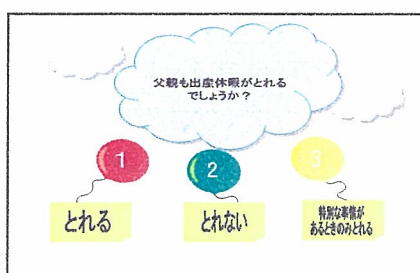 父親も出産休暇がとれる
でしょうか？
1
2
3
とれる
とれない
特別な事情が
あるときのみとれる